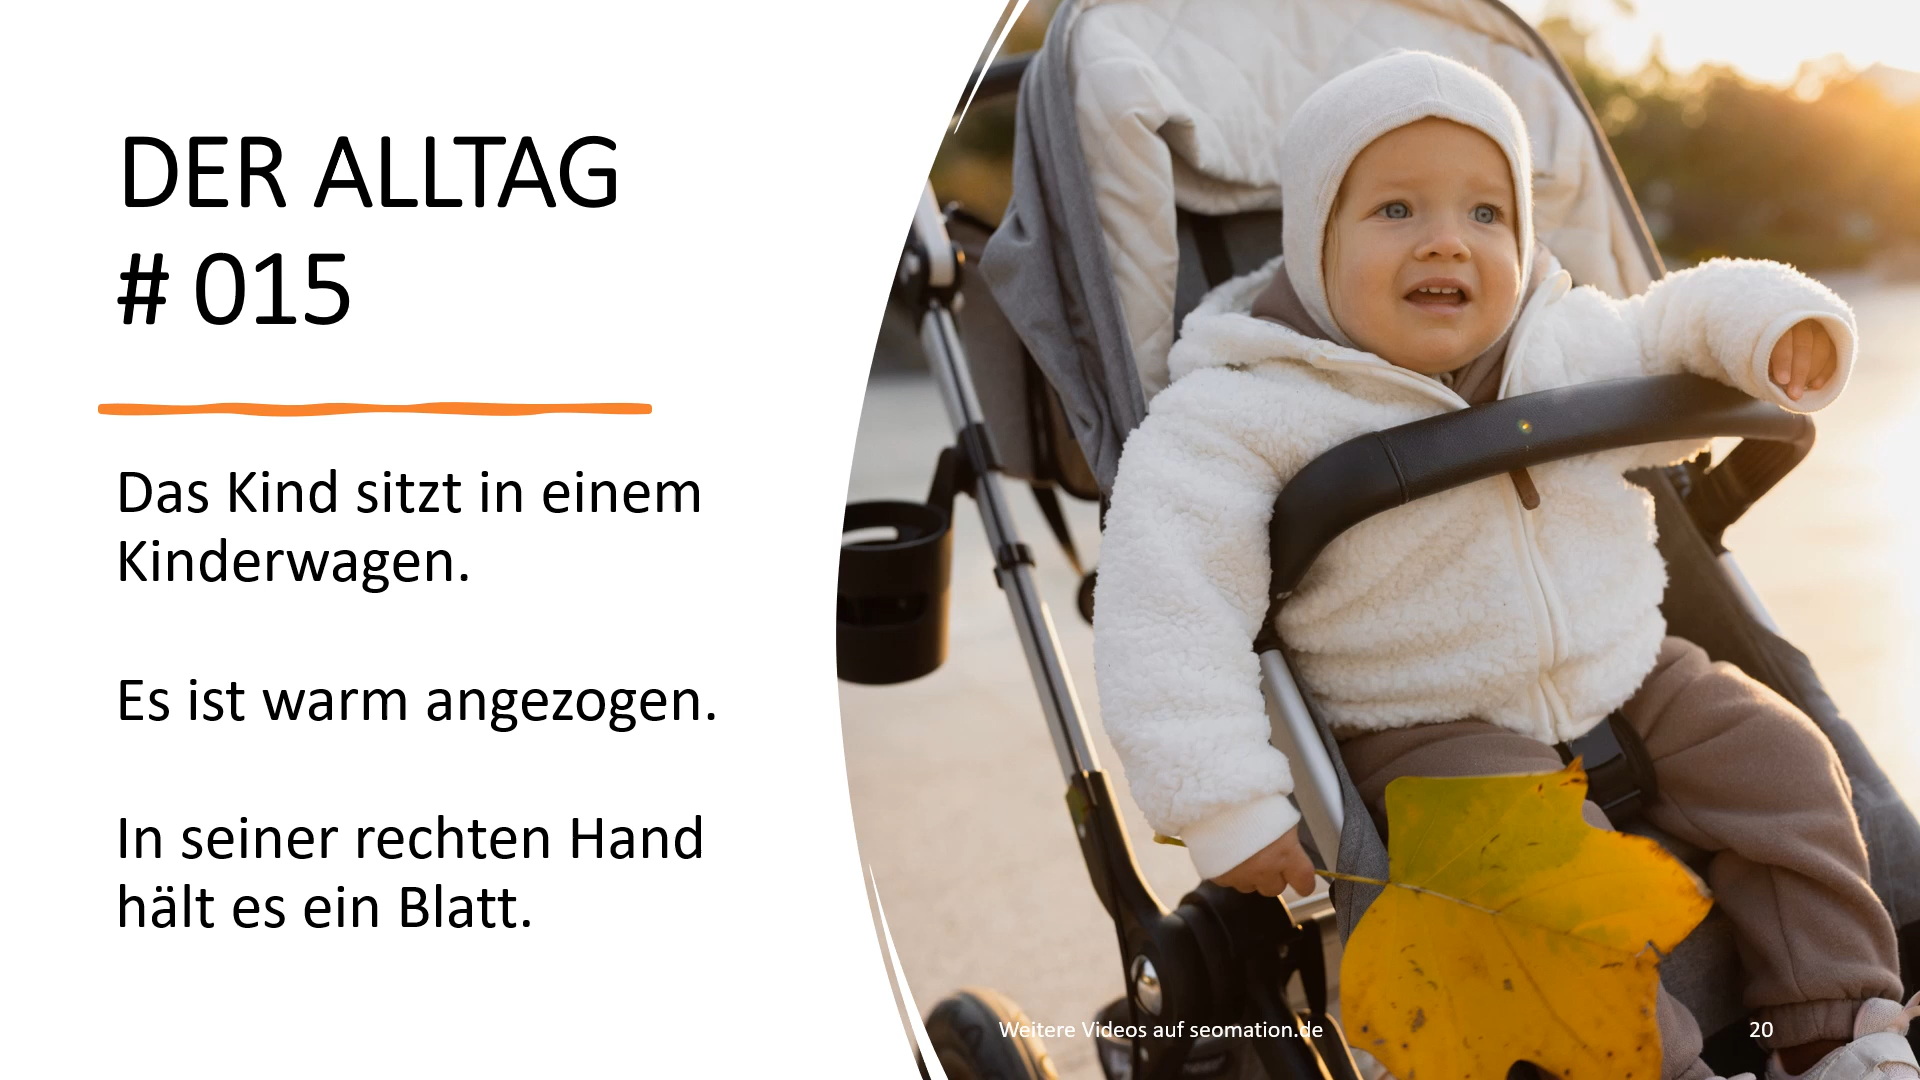 DER ALLTAG
# 015
Das Kind sitzt in einem
Kinderwagen.
Es ist warm angezogen.
In seiner rechten Hand
hält es ein Blatt.
Weitere Videos auf seomation.de
20